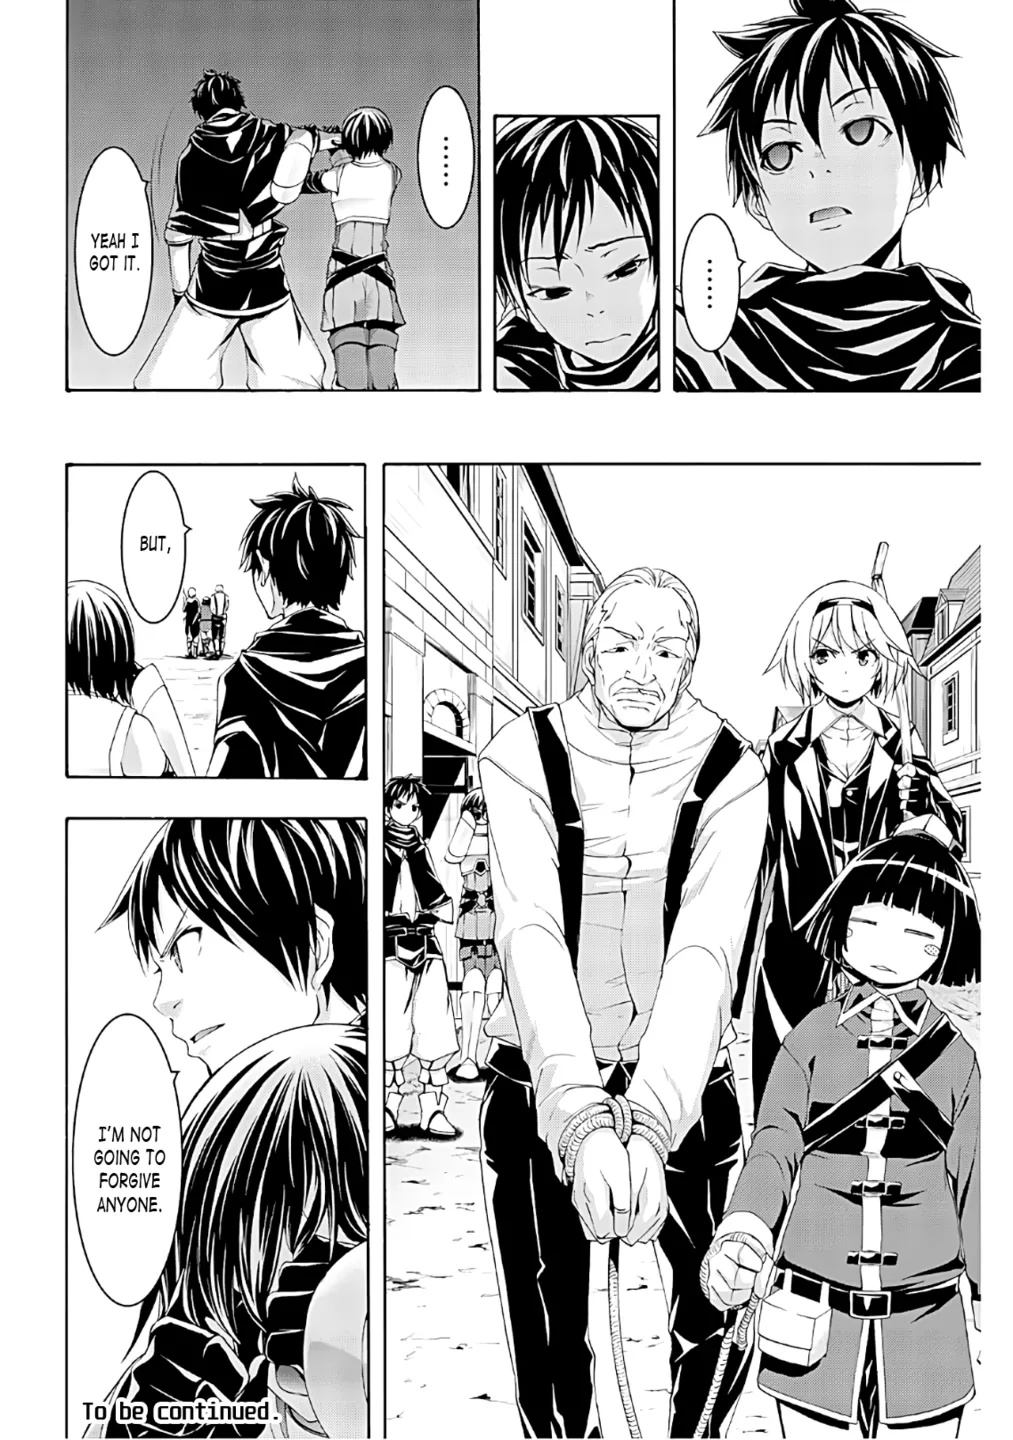 ......
......
YEAH I
GOT IT.
BUT,
I'M NOT
GOING TO
FORGIVE
ANYONE.
To be continued.